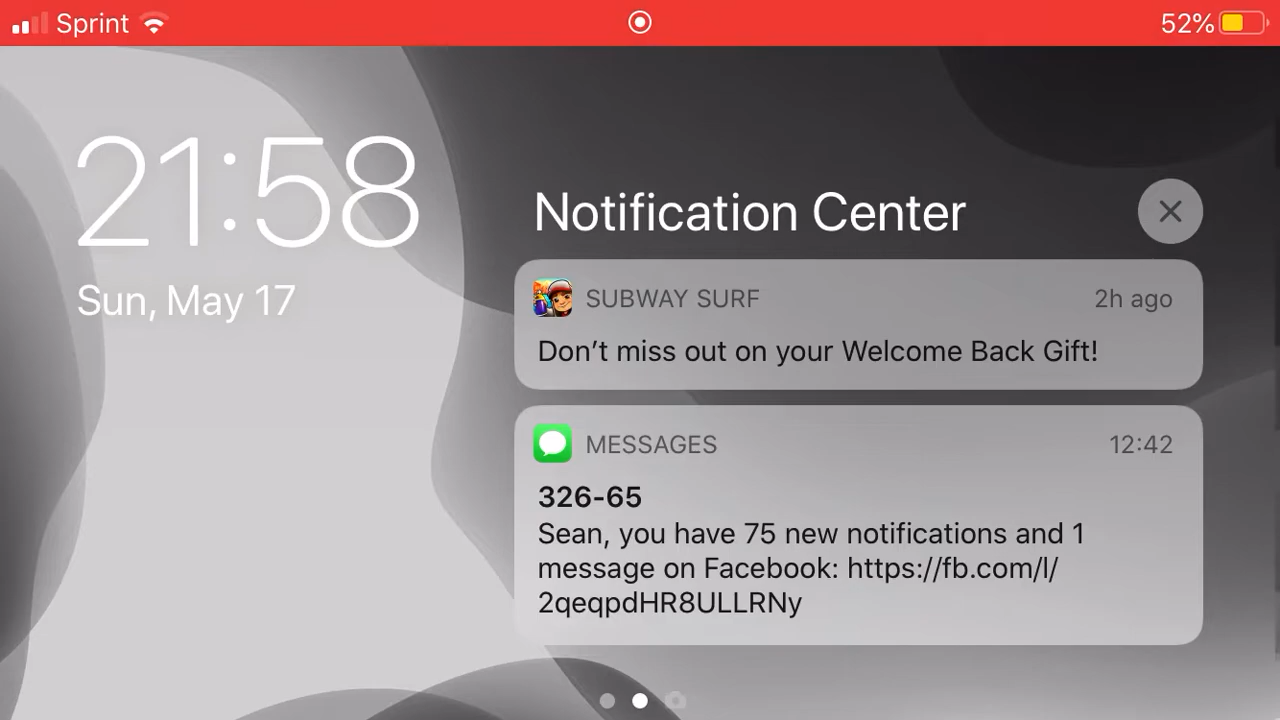 Sprint
52%
21:58
Sun, May 17
Notification Center
SUBWAY SURF
2h ago
Don’t miss out on your Welcome Back Gift!
MESSAGES
12:42
326-65
Sean, you have 75 new notifications and 1
message on Facebook: https://fb.com/l/
2qeqpdHR8ULLRNy